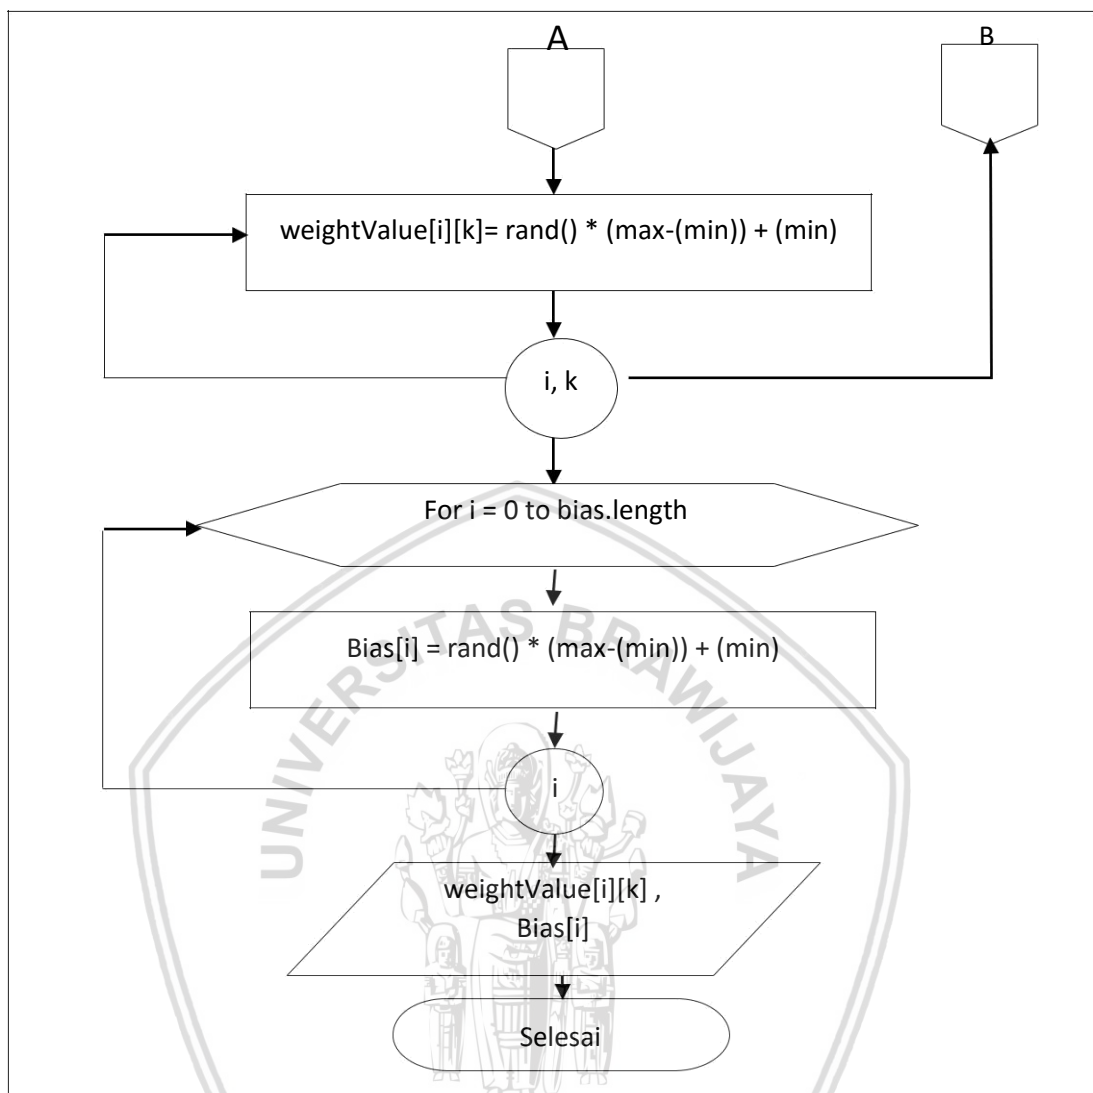 A
B
weightValue[i][k]= rand() * (max-(min)) + (min)
i, k
For i = 0 to bias.length
Bias[i] = rand() * (max-(min)) + (min)
i
weightValue[i][k] ,
Bias[i]
Selesai
UNIVERSITAS BRAWIJAYA